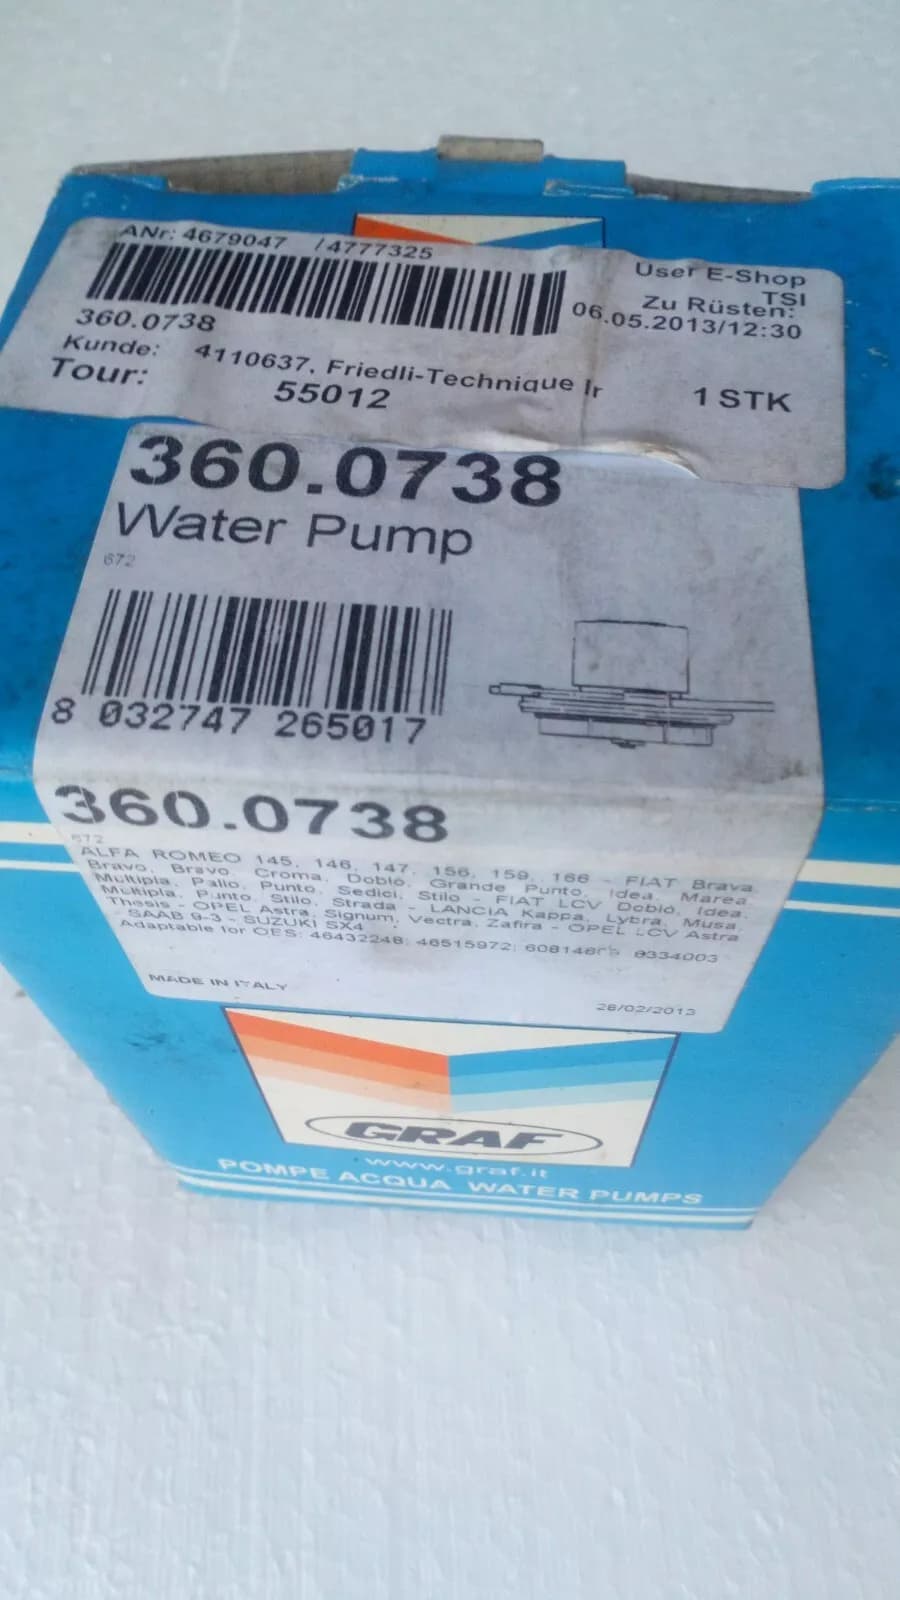 ANr: 4679047 / 4777325
User E-Shop
TSI
Zu Rüsten:
06.05.2013/12:30
360.0738
Kunde: 4110637, Friedli-Technique Ir
Tour: 55012
1 STK
360.0738
Water Pump
672
8 032747 265017
360.0738
672
ALFA ROMEO 145, 146, 147, 156, 159, 166 - FIAT Brava,
Bravo, Bravo, Croma, Doblò, Grande Punto, Idea, Marea,
Multipla, Palio, Punto, Sedici, Stilo - FIAT LCV Doblò, Idea,
Multipla, Punto, Stilo, Strada - LANCIA Kappa, Lybra, Musa,
Thesis - OPEL Astra, Signum, Vectra, Zafira - OPEL LCV Astra
- SAAB 9-3 - SUZUKI SX4
Adaptable for OES: 46432248; 46515972; 9334003
MADE IN ITALY
28/02/2013
GRAF
www.graf.it
POMPE ACQUA WATER PUMPS